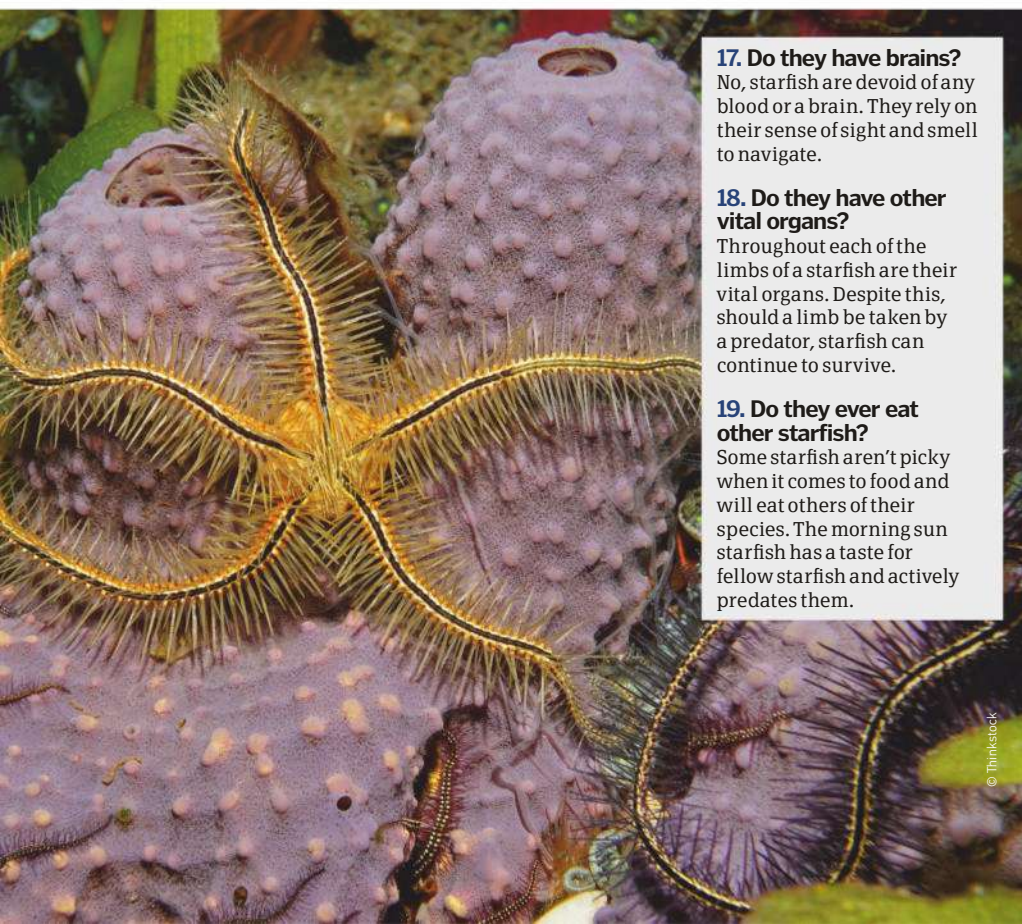 17. Do they have brains?
No, starfish are devoid of any
blood or a brain. They rely on
their sense of sight and smell
to navigate.
18. Do they have other
vital organs?
Throughout each of the
limbs of a starfish are their
vital organs. Despite this,
should a limb be taken by
a predator, starfish can
continue to survive.
19. Do they ever eat
other starfish?
Some starfish aren't picky
when it comes to food and
will eat others of their
species. The morning sun
starfish has a taste for
fellow starfish and actively
predates them.
© Thinkstock